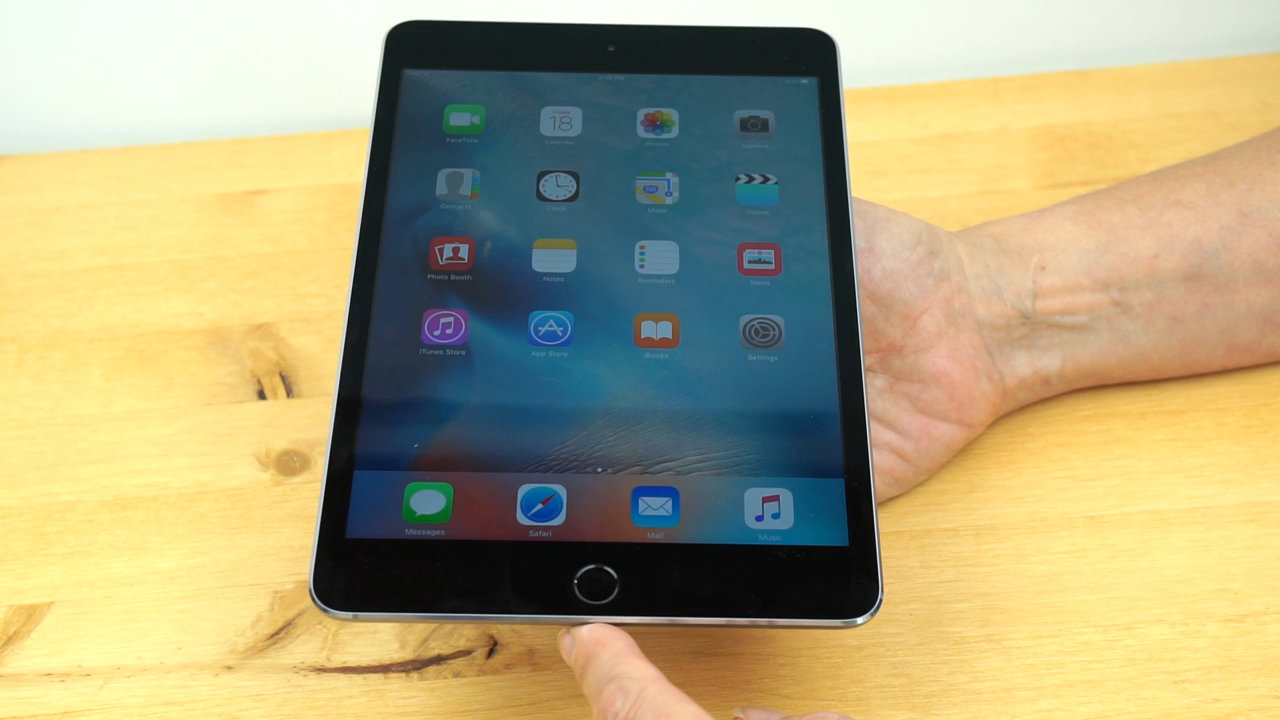 FaceTime
Friday
18
Calendar
Photos
Camera
Contacts
Clock
Maps
Videos
Photo Booth
Notes
Reminders
News
iTunes Store
App Store
iBooks
Settings
Messages
Safari
Mail
Music